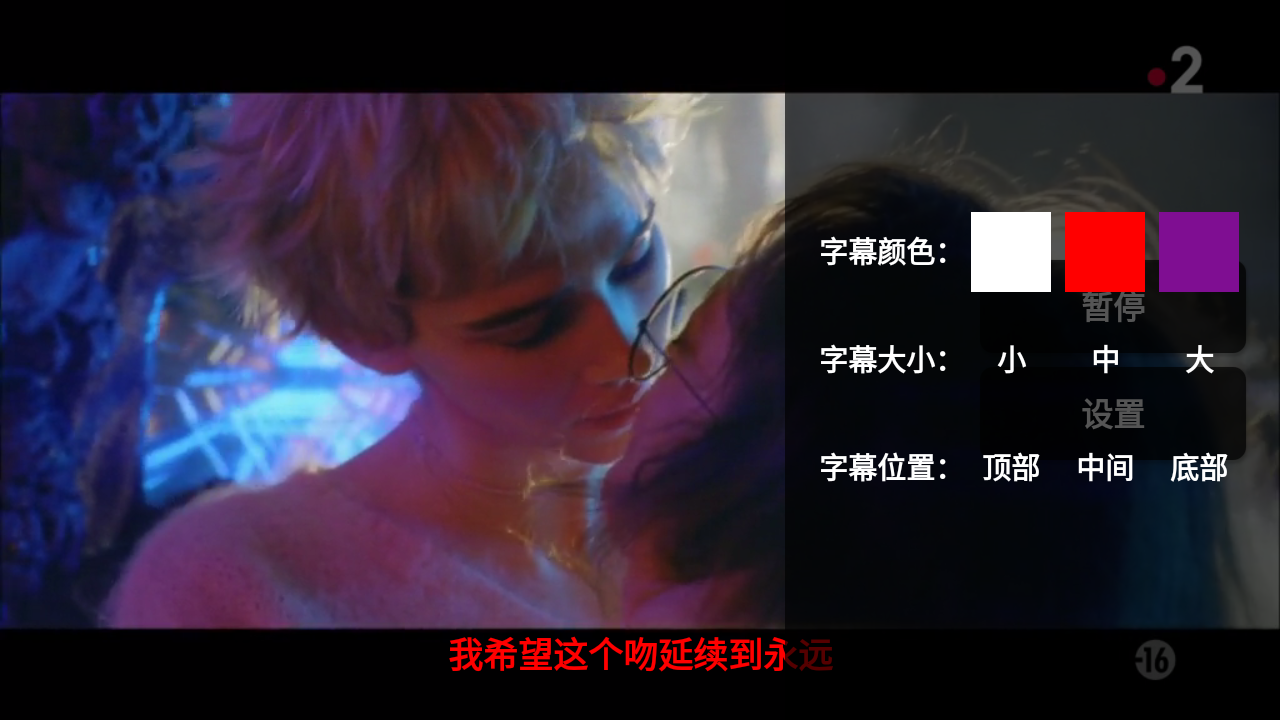 2
字幕颜色：
暂停
字幕大小： 小 中 大
设置
字幕位置： 顶部 中间 底部
我希望这个吻延续到永远
-16